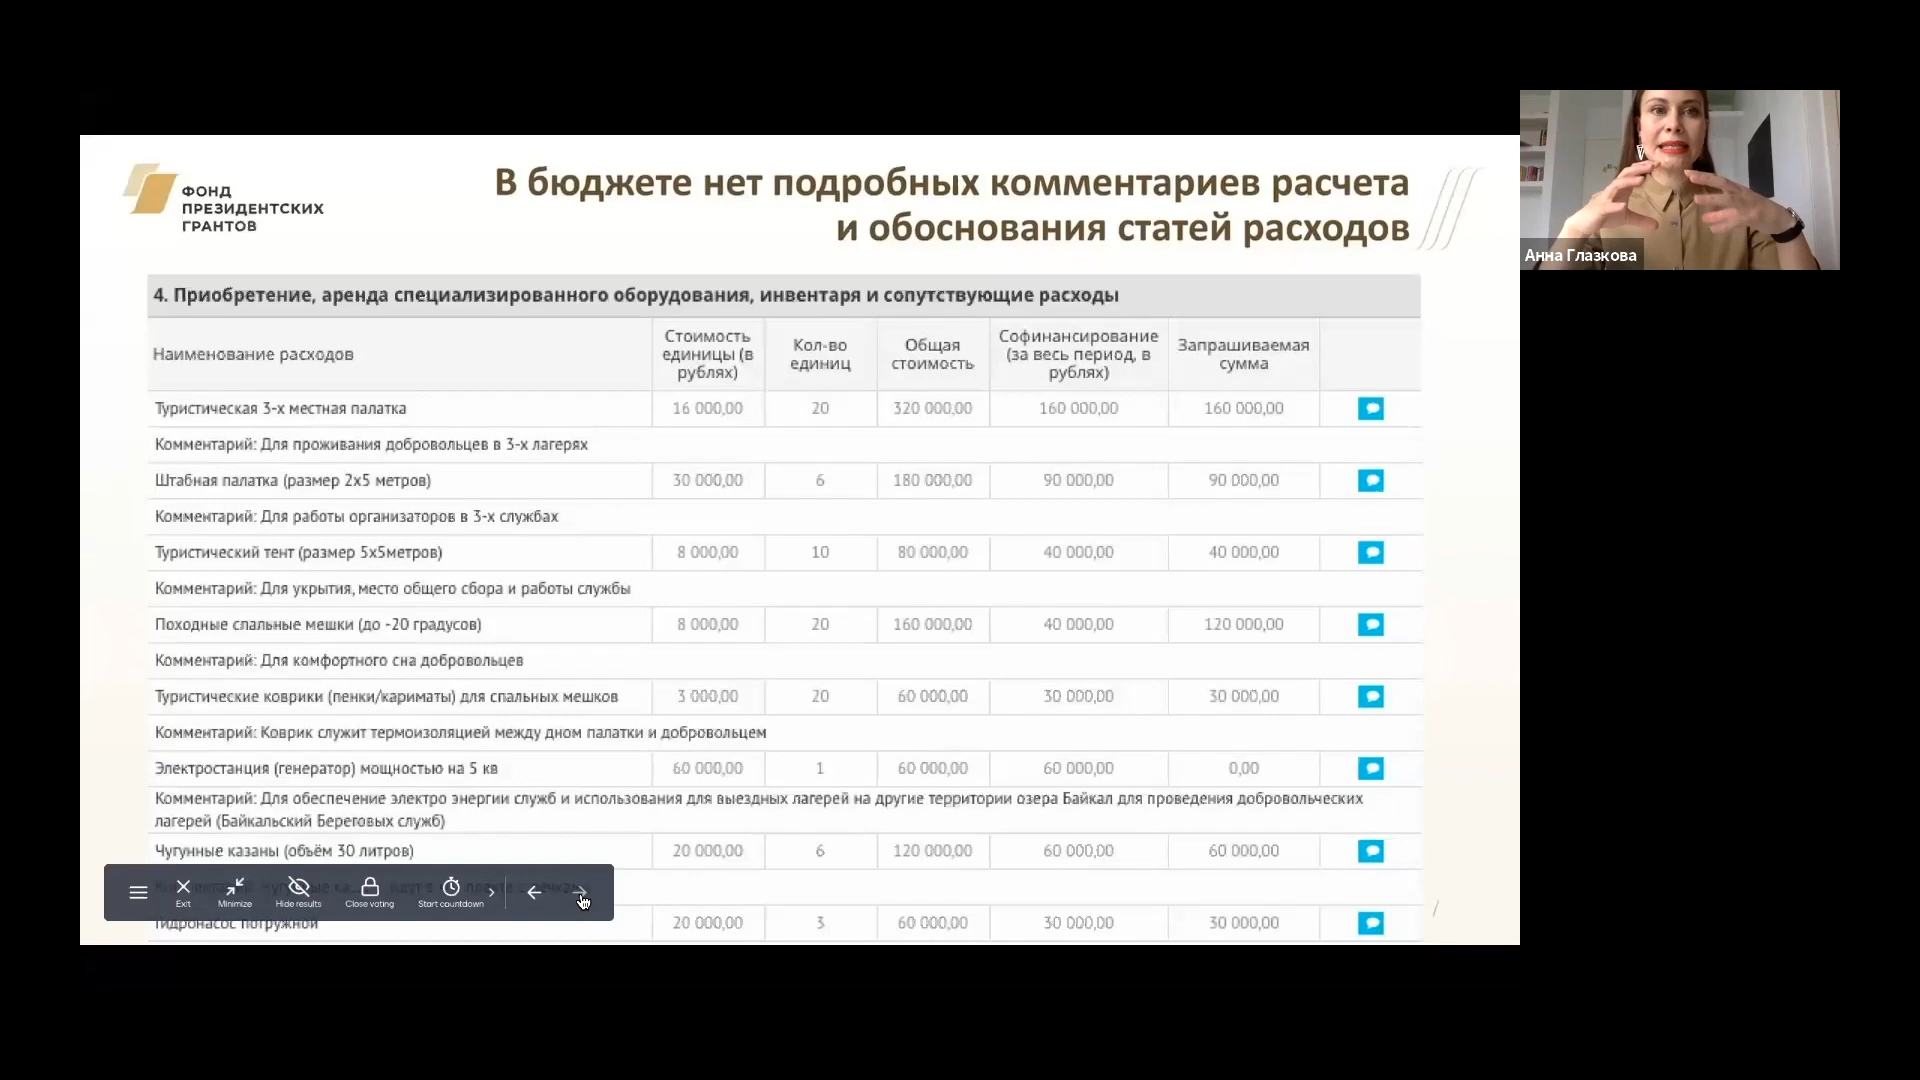 ФОНД
ПРЕЗИДЕНТСКИХ
ГРАНТОВ
В бюджете нет подробных комментариев расчета
и обоснования статей расходов
Анна Глазкова
4. Приобретение, аренда специализированного оборудования, инвентаря и сопутствующие расходы
Наименование расходов Стоимость единицы (в рублях) Кол-во единиц Общая стоимость Софинансирование (за весь период, в рублях) Запрашиваемая сумма
Туристическая 3-х местная палатка 16 000,00 20 320 000,00 160 000,00 160 000,00
Комментарий: Для проживания добровольцев в 3-х лагерях
Штабная палатка (размер 2х5 метров) 30 000,00 6 180 000,00 90 000,00 90 000,00
Комментарий: Для работы организаторов в 3-х службах
Туристический тент (размер 5х5метров) 8 000,00 10 80 000,00 40 000,00 40 000,00
Комментарий: Для укрытия, место общего сбора и работы службы
Походные спальные мешки (до -20 градусов) 8 000,00 20 160 000,00 40 000,00 120 000,00
Комментарий: Для комфортного сна добровольцев
Туристические коврики (пенки/кариматы) для спальных мешков 3 000,00 20 60 000,00 30 000,00 30 000,00
Комментарий: Коврик служит термоизоляцией между дном палатки и добровольцем
Электростанция (генератор) мощностью на 5 кв 60 000,00 1 60 000,00 60 000,00 0,00
Комментарий: Для обеспечение электро энергии служб и использования для выездных лагерей на другие территории озера Байкал для проведения добровольческих
лагерей (Байкальский Береговых служб)
Чугунные казаны (объём 30 литров) 20 000,00 6 120 000,00 60 000,00 60 000,00
Exit Minimize Hide results Close voting Start countdown
Гидронасос погружной 20 000,00 3 60 000,00 30 000,00 30 000,00